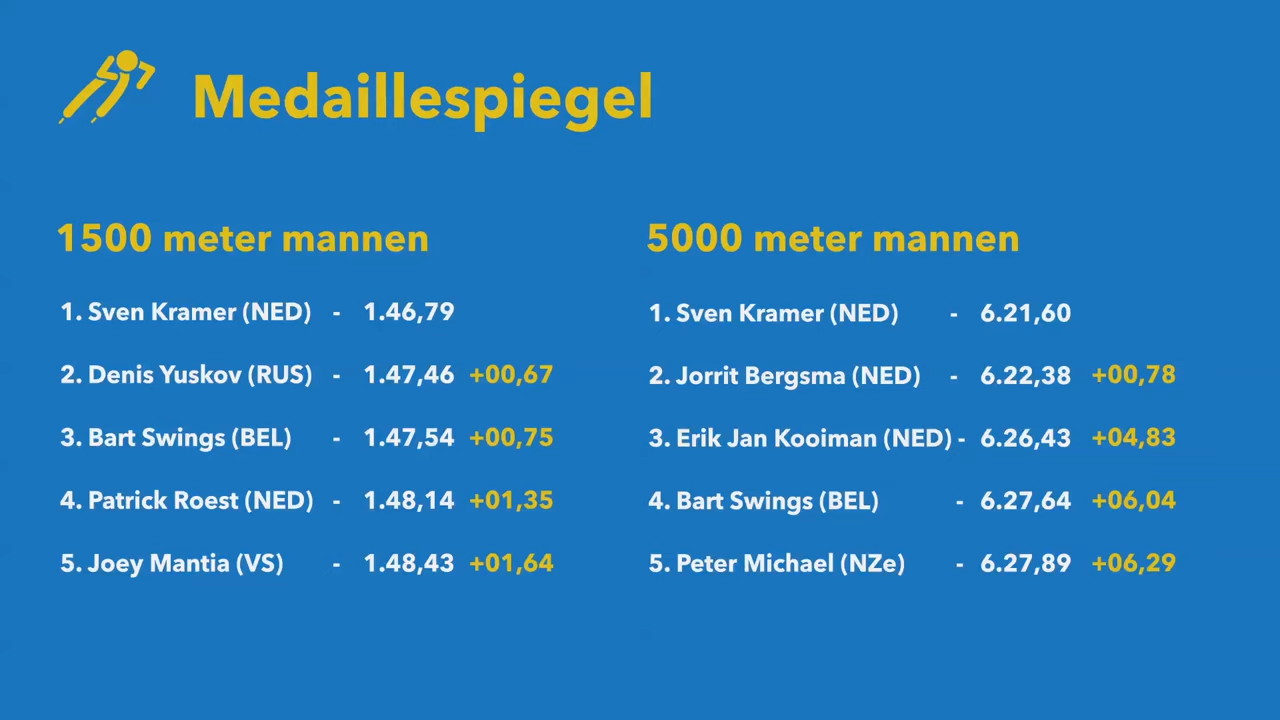 Medaillespiegel
1500 meter mannen
1. Sven Kramer (NED) - 1.46,79
2. Denis Yuskov (RUS) - 1.47,46 +00,67
3. Bart Swings (BEL) - 1.47,54 +00,75
4. Patrick Roest (NED) - 1.48,14 +01,35
5. Joey Mantia (VS) - 1.48,43 +01,64
5000 meter mannen
1. Sven Kramer (NED) - 6.21,60
2. Jorrit Bergsma (NED) - 6.22,38 +00,78
3. Erik Jan Kooiman (NED) - 6.26,43 +04,83
4. Bart Swings (BEL) - 6.27,64 +06,04
5. Peter Michael (NZe) - 6.27,89 +06,29